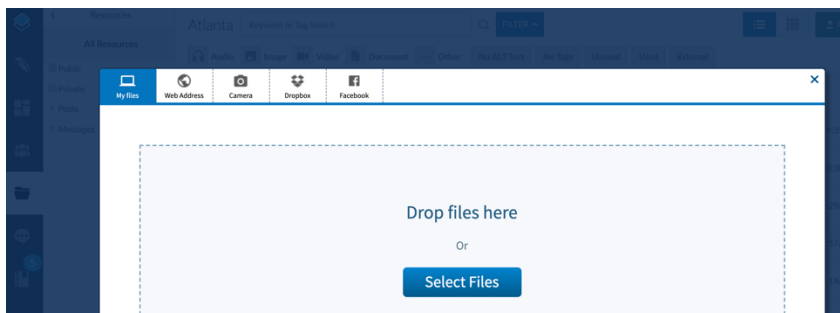 Resources
Atlanta Keyword or Tag Search FILTER
All Resources
Audio Image Video Document Other No ALT Text No Tags Unused Used External
Public
Private
Posts
Messages
My files Web Address Camera Dropbox Facebook
Drop files here
Or
Select Files